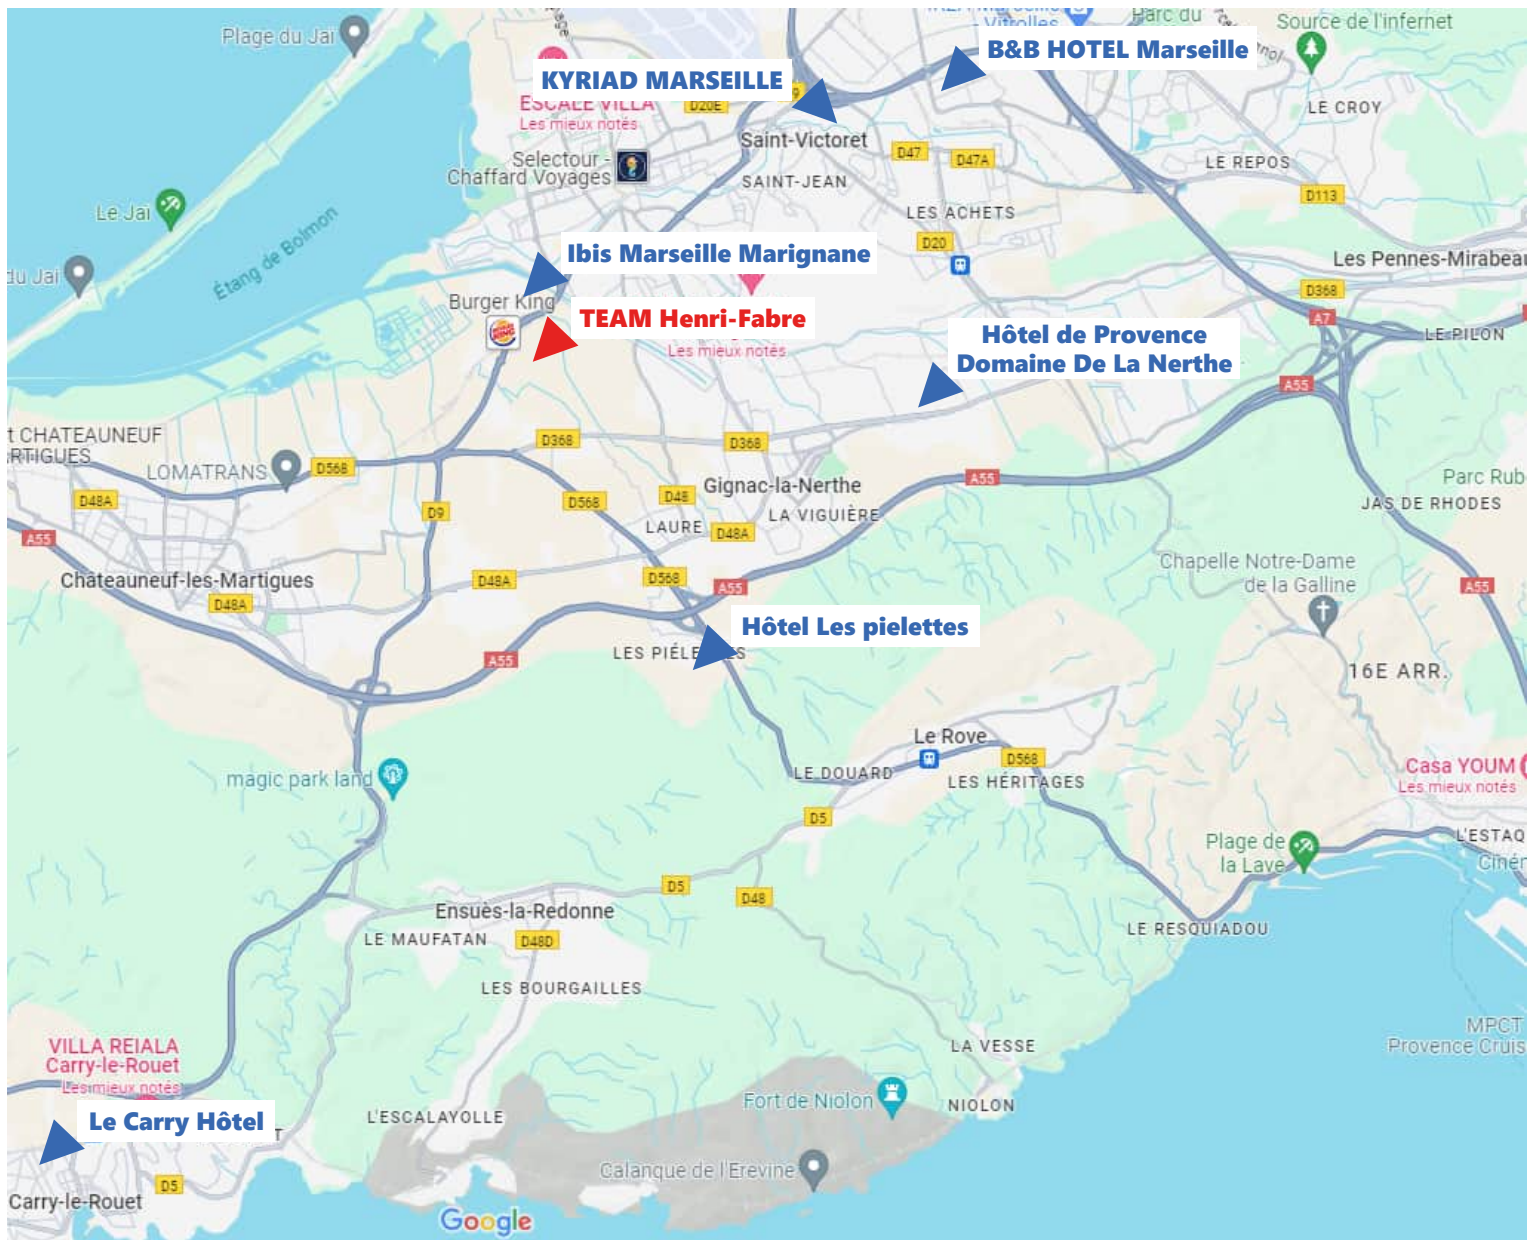 Plage du Jaï
Parc du
Source de l'infernet
- Vitrolles
B&B HOTEL Marseille
KYRIAD MARSEILLE
ESCALE VILLA
Les mieux notés
D20E
9
LE CROY
Saint-Victoret
D47
D47A
LE REPOS
Selectour -
Chaffard Voyages
SAINT-JEAN
D113
Le Jaï
LES ACHETS
D20
Étang de Bolmon
Ibis Marseille Marignane
Les Pennes-Mirabeau
du Jaï
D368
Burger King
TEAM Henri-Fabre
A7
LE PILON
Les mieux notés
Hôtel de Provence
Domaine De La Nerthe
A55
t CHATEAUNEUF
ARTIGUES
D368
D368
LOMATRANS
D568
D48A
D9
D568
D48
Gignac-la-Nerthe
A55
Parc Rub
JAS DE RHODES
LA VIGUIÈRE
LAURE
D48A
A55
Châteauneuf-les-Martigues
D48A
D48A
D568
A55
Chapelle Notre-Dame
de la Galline
A55
Hôtel Les pielettes
LES PIÉLE
ES
A55
16E ARR.
Le Rove
D568
LE DOUARD
LES HÉRITAGES
magic park land
Casa YOUM
Les mieux notés
D5
Plage de
la Lave
L'ESTAQ
Ciném
D5
D48
Ensuès-la-Redonne
LE MAUFATAN
D48D
LE RESQUIADOU
LES BOURGAILLES
MPCT
Provence Cruis
VILLA REIALA
Carry-le-Rouet
Les mieux notés
LA VESSE
Le Carry Hôtel
T
L'ESCALAYOLLE
Fort de Niolon
NIOLON
Calanque de l'Erevine
D5
Carry-le-Rouet
Google